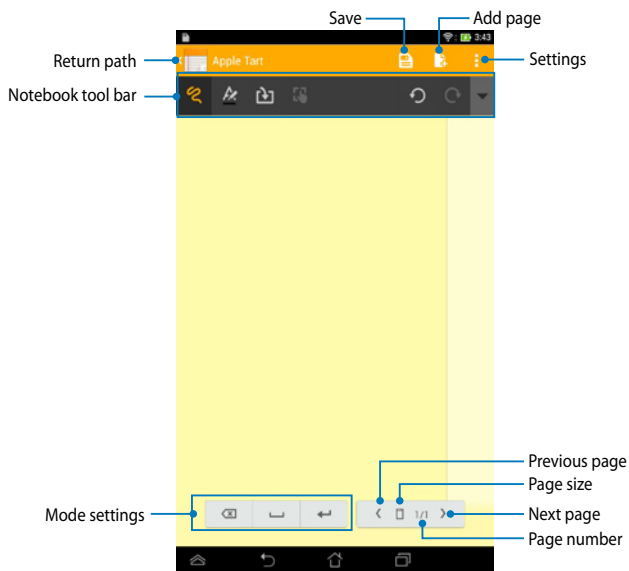 Save
Add page
3:43
Return path
Apple Tart
Settings
Notebook tool bar
Previous page
Page size
Mode settings
1/1
Next page
Page number